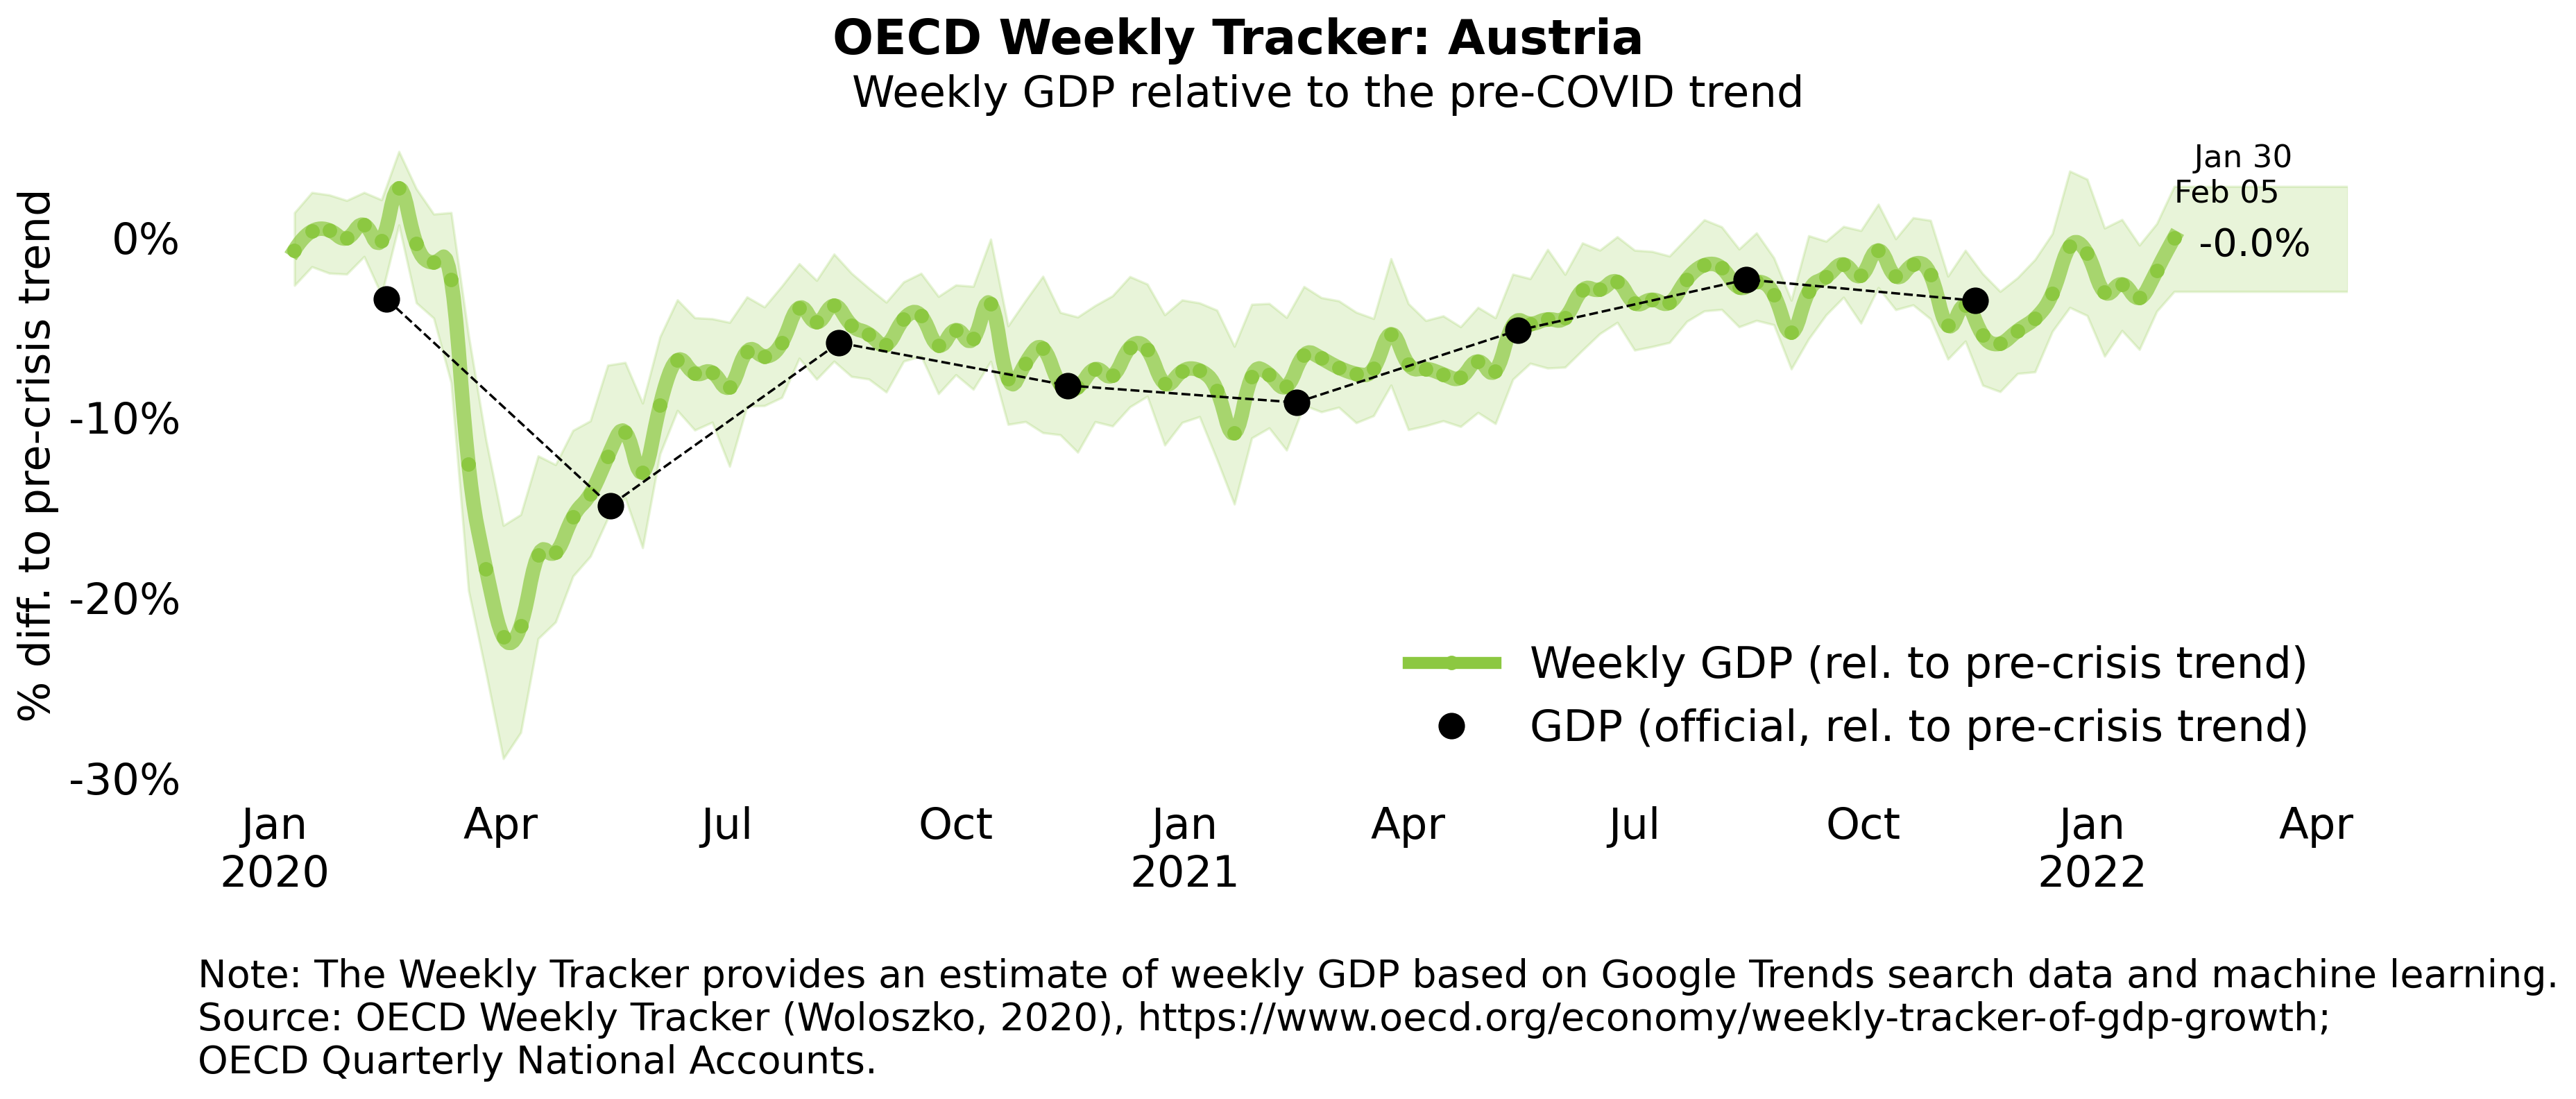 OECD Weekly Tracker: Austria
Weekly GDP relative to the pre-COVID trend
% diff. to pre-crisis trend
0%
-10%
-20%
-30%
Jan 30
Feb 05
-0.0%
Weekly GDP (rel. to pre-crisis trend)
GDP (official, rel. to pre-crisis trend)
Jan Apr Jul Oct Jan Apr Jul Oct Jan Apr
2020 2021 2022
Note: The Weekly Tracker provides an estimate of weekly GDP based on Google Trends search data and machine learning.
Source: OECD Weekly Tracker (Woloszko, 2020), https://www.oecd.org/economy/weekly-tracker-of-gdp-growth;
OECD Quarterly National Accounts.